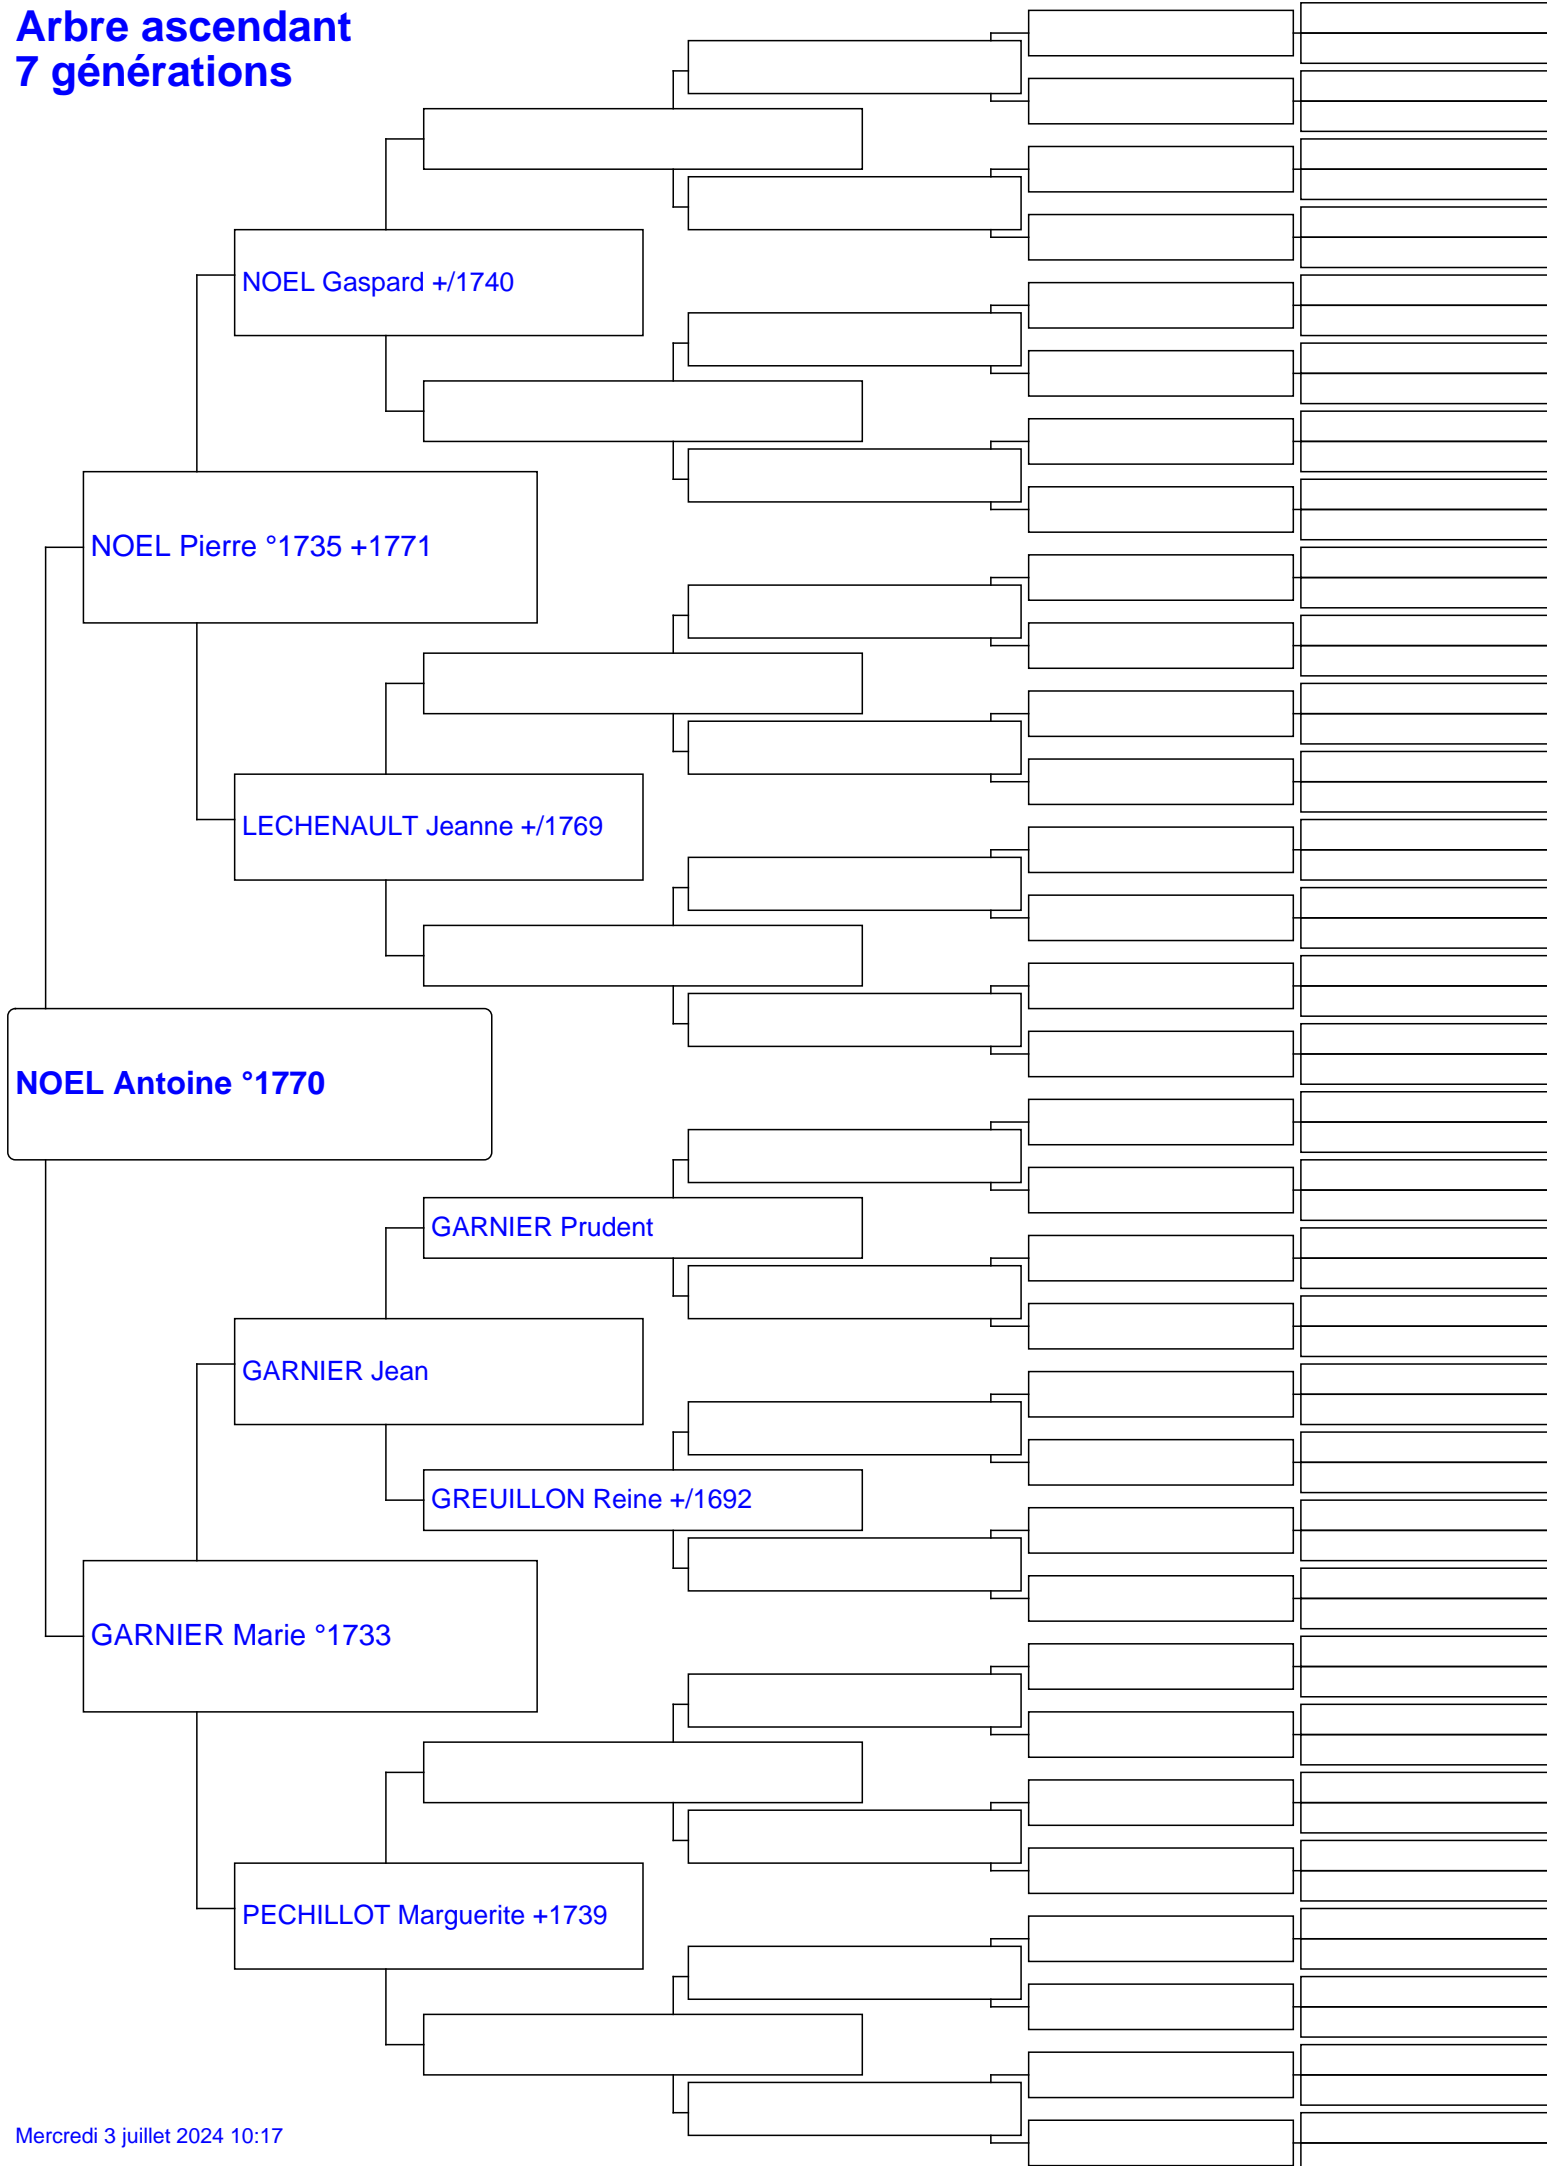 Arbre ascendant
7 générations
NOEL Gaspard +/1740
NOEL Pierre °1735 +1771
LECHENAULT Jeanne +/1769
NOEL Antoine °1770
GARNIER Prudent
GARNIER Jean
GREUILLON Reine +/1692
GARNIER Marie °1733
PECHILLOT Marguerite +1739
Mercredi 3 juillet 2024 10:17